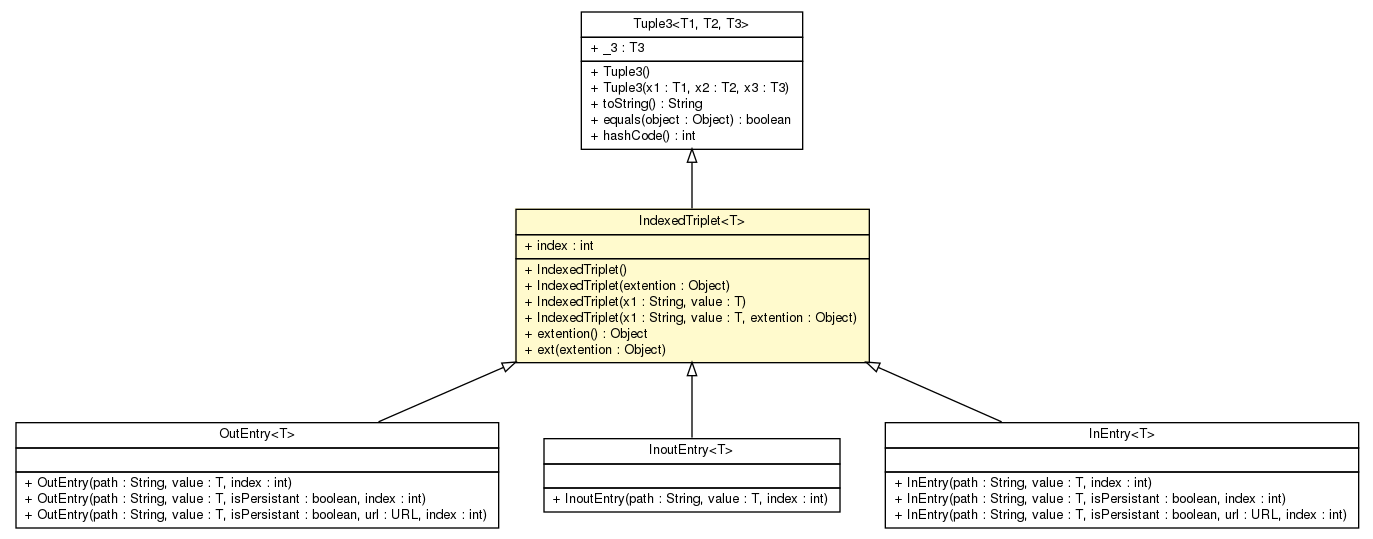 Tuple3<T1, T2, T3>
+ _3 : T3
+ Tuple3()
+ Tuple3(x1 : T1, x2 : T2, x3 : T3)
+ toString() : String
+ equals(object : Object) : boolean
+ hashCode() : int
IndexedTriplet<T>
+ index : int
+ IndexedTriplet()
+ IndexedTriplet(extention : Object)
+ IndexedTriplet(x1 : String, value : T)
+ IndexedTriplet(x1 : String, value : T, extention : Object)
+ extention() : Object
+ ext(extention : Object)
OutEntry<T>
+ OutEntry(path : String, value : T, index : int)
+ OutEntry(path : String, value : T, isPersistant : boolean, index : int)
+ OutEntry(path : String, value : T, isPersistant : boolean, url : URL, index : int)
InoutEntry<T>
+ InoutEntry(path : String, value : T, index : int)
InEntry<T>
+ InEntry(path : String, value : T, index : int)
+ InEntry(path : String, value : T, isPersistant : boolean, index : int)
+ InEntry(path : String, value : T, isPersistant : boolean, url : URL, index : int)